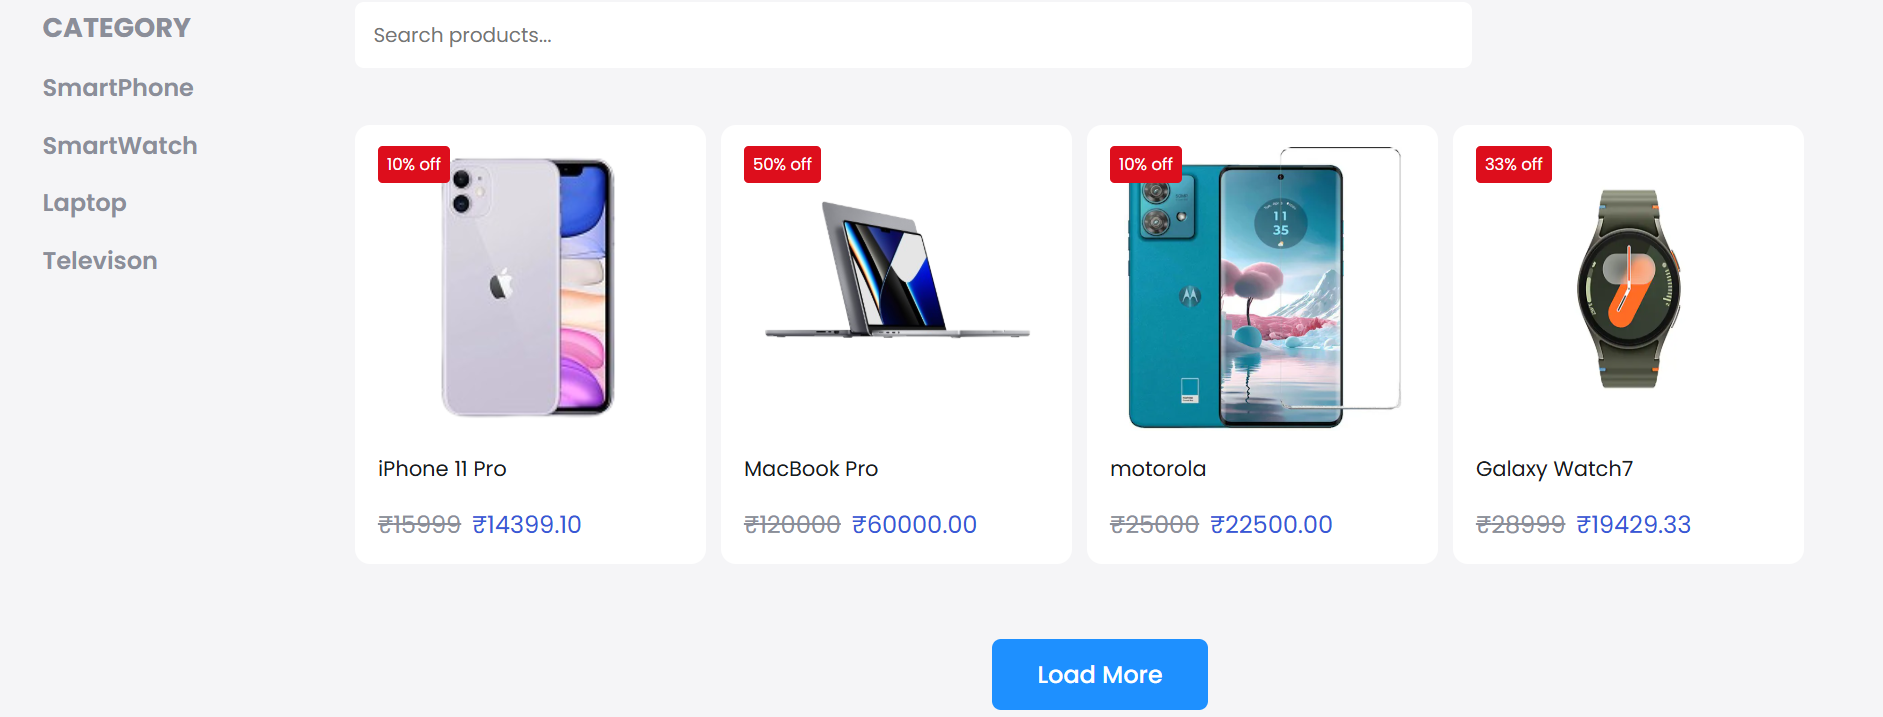 CATEGORY
SmartPhone
SmartWatch
Laptop
Televison
Search products...
10% off
iPhone 11 Pro
₹15999 ₹14399.10
50% off
MacBook Pro
₹120000 ₹60000.00
10% off
11
35
motorola
₹25000 ₹22500.00
33% off
Galaxy Watch7
₹28999 ₹19429.33
Load More